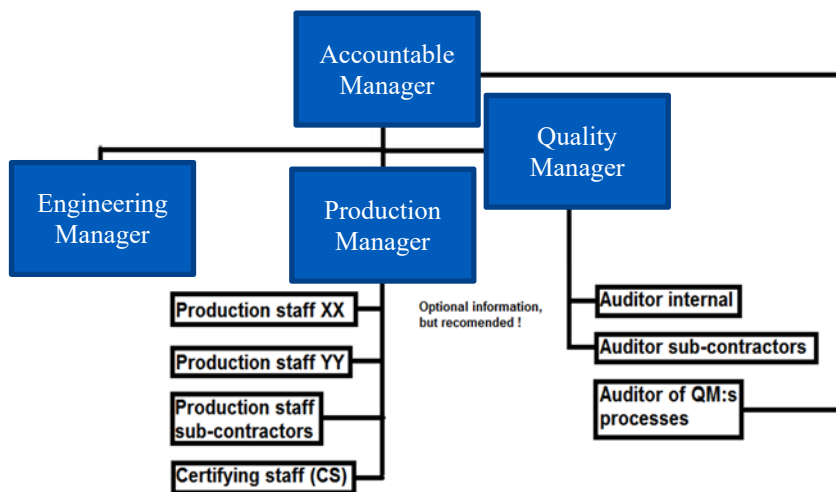 Accountable
Manager
Quality
Manager
Engineering
Manager
Production
Manager
Production staff XX
Optional information,
but recomended !
Auditor internal
Production staff YY
Auditor sub-contractors
Production staff
sub-contractors
Auditor of QM:s
processes
Certifying staff (CS)